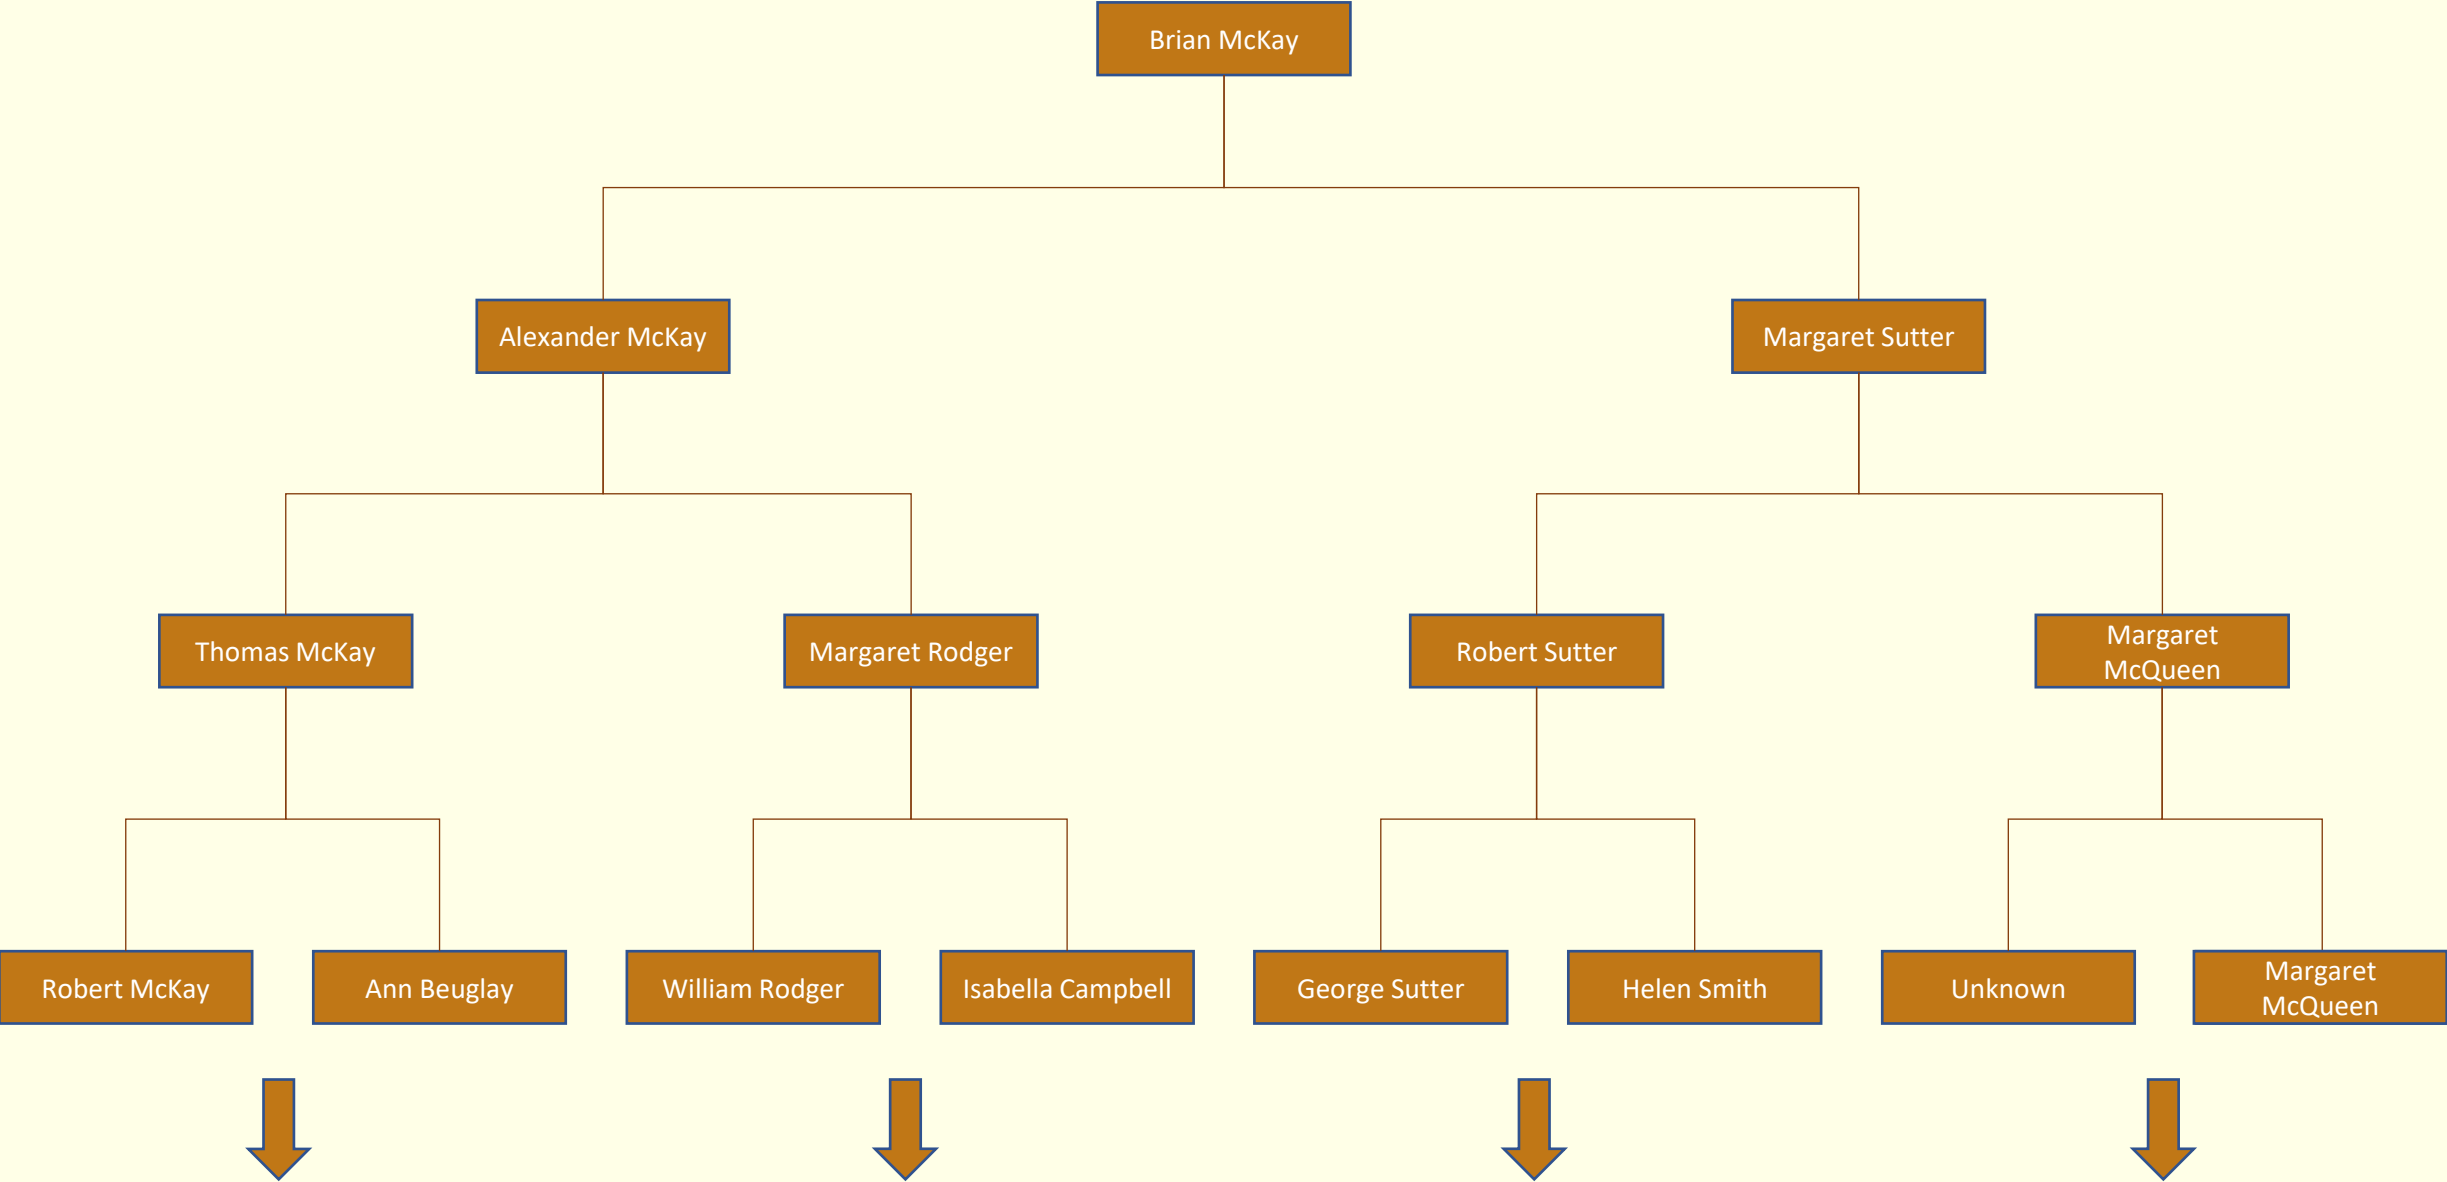 Brian McKay
Alexander McKay
Margaret Sutter
Thomas McKay
Margaret Rodger
Robert Sutter
Margaret
McQueen
Robert McKay
Ann Beuglay
William Rodger
Isabella Campbell
George Sutter
Helen Smith
Unknown
Margaret
McQueen